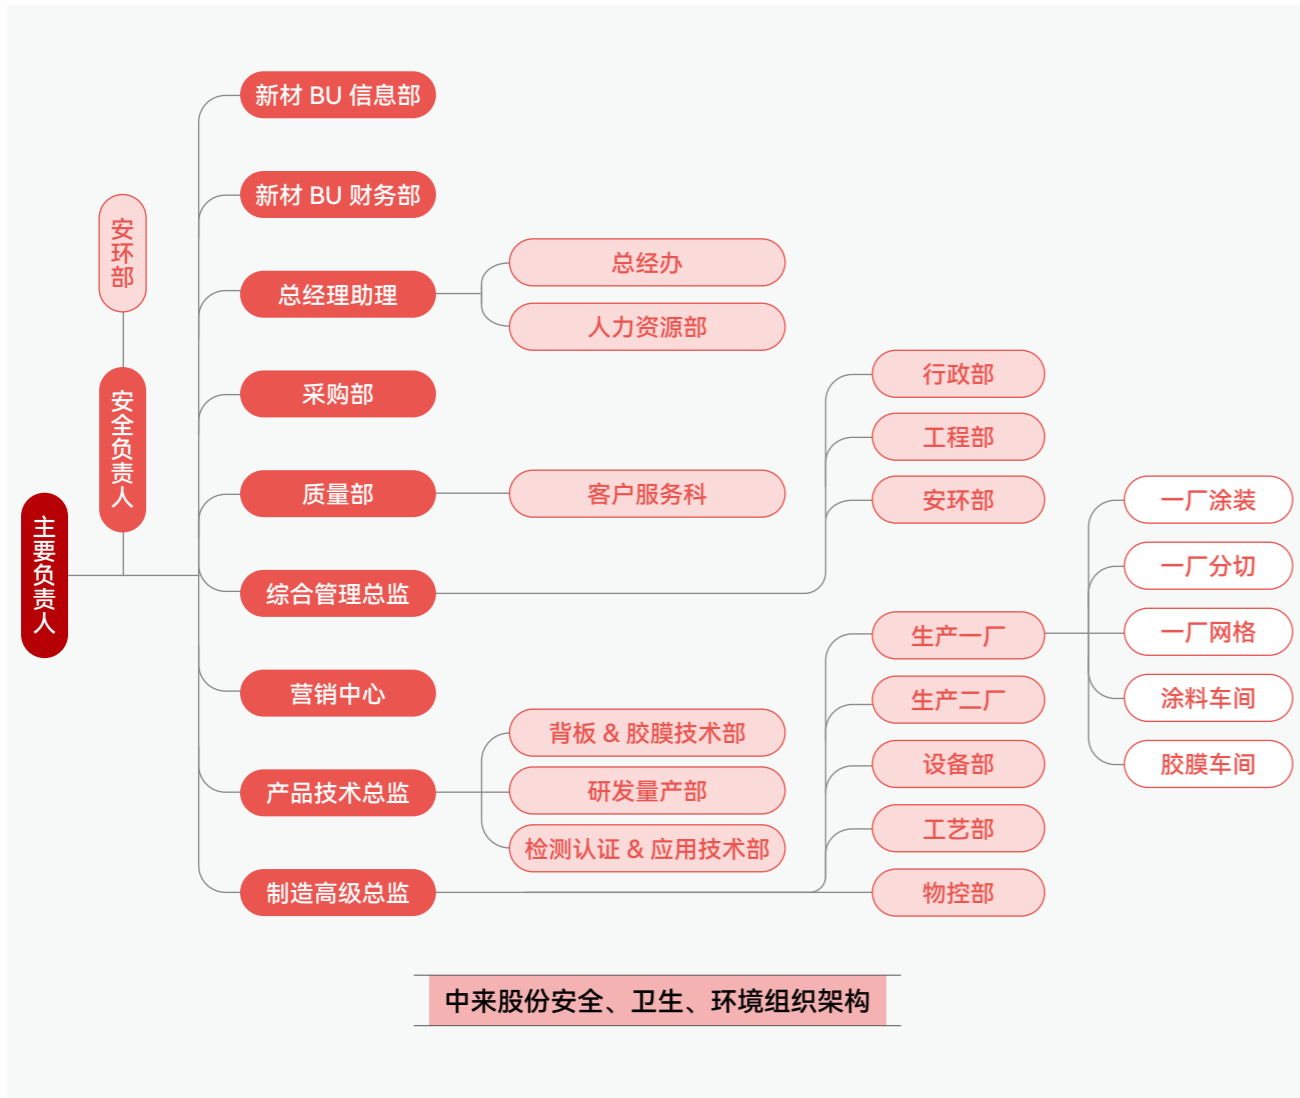 新材 BU 信息部
新材 BU 财务部
安环部
总经理助理
总经办
人力资源部
采购部
安全负责人
行政部
工程部
安环部
质量部
客户服务科
主要负责人
综合管理总监
一厂涂装
一厂分切
一厂网格
涂料车间
胶膜车间
生产一厂
生产二厂
设备部
工艺部
物控部
营销中心
产品技术总监
背板 & 胶膜技术部
研发量产部
检测认证 & 应用技术部
制造高级总监
中来股份安全、卫生、环境组织架构